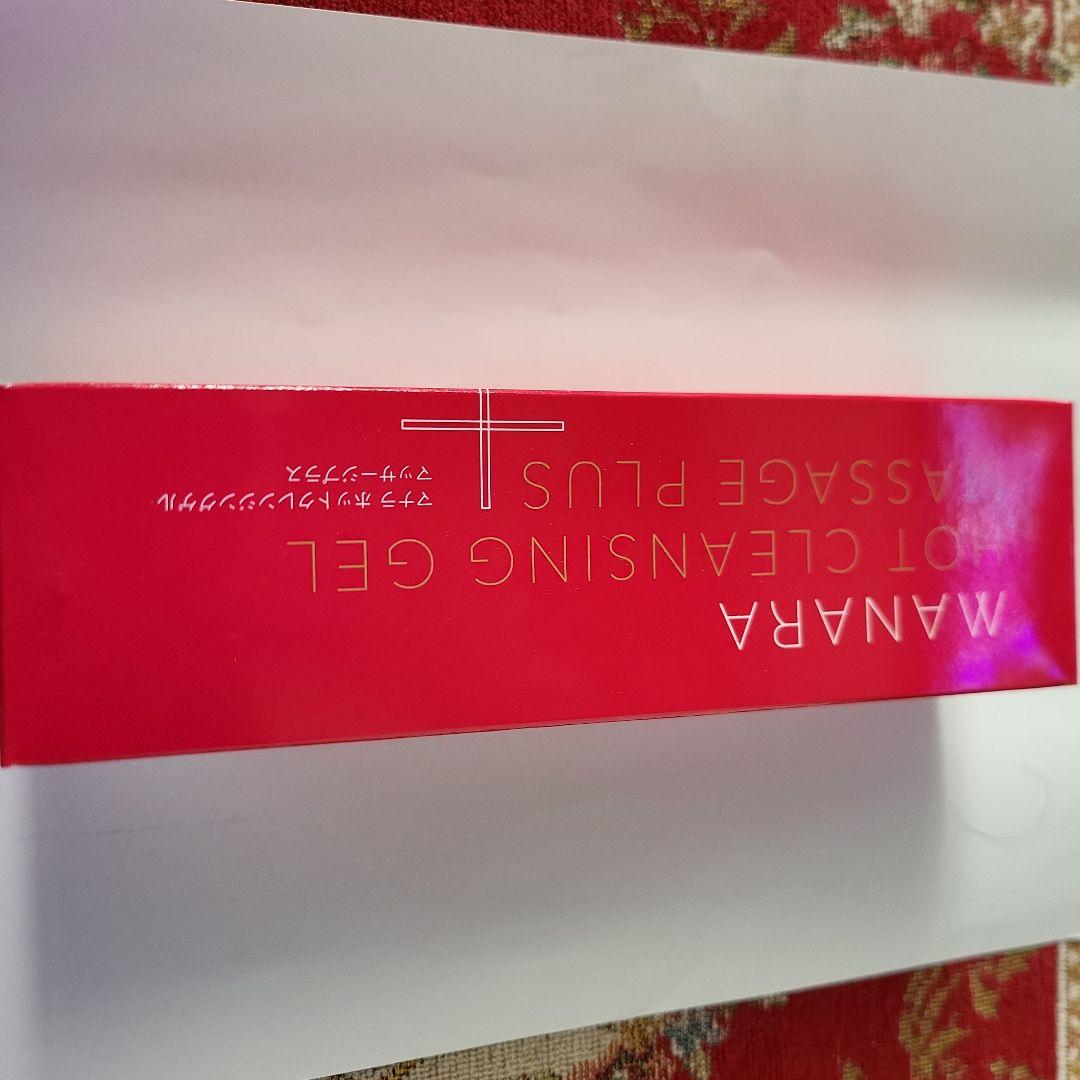 MANARA
HOT CLEANSING GEL
MASSAGE PLUS
マナラ ホットクレンジングゲル
マッサージプラス